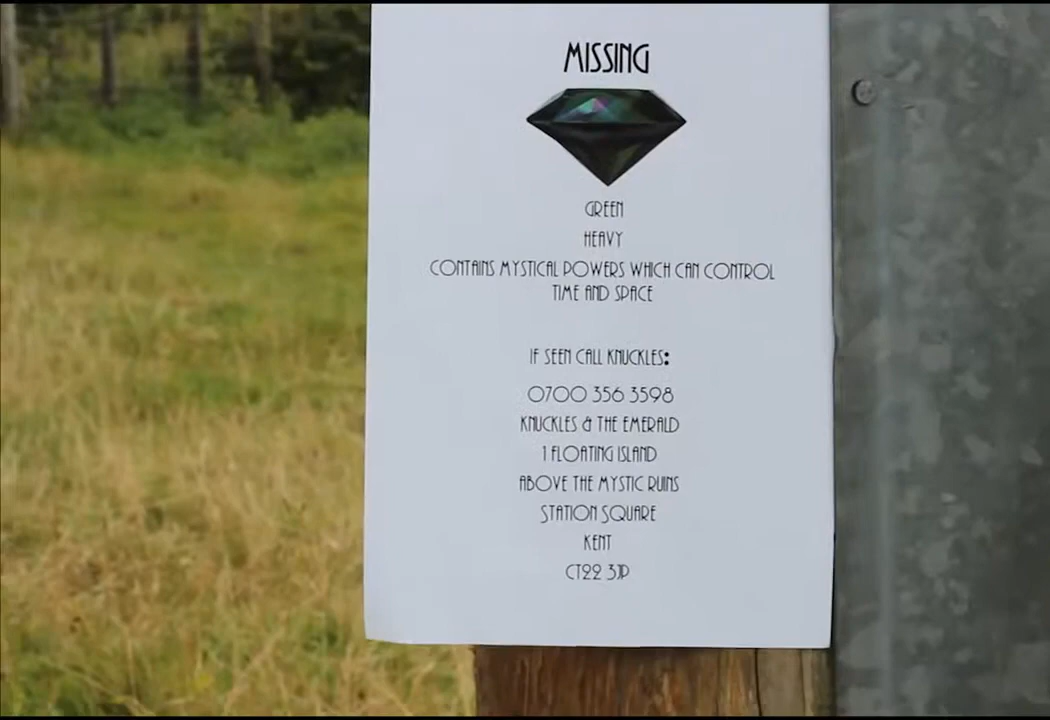 MISSING
GREEN
HEAVY
CONTAINS MYSTICAL POWERS WHICH CAN CONTROL
TIME AND SPACE
IF SEEN CALL KNUCKLES:
0700 356 3598
KNUCKLES & THE EMERALD
1 FLOATING ISLAND
ABOVE THE MYSTIC RUINS
STATION SQUARE
KENT
CT22 3JP